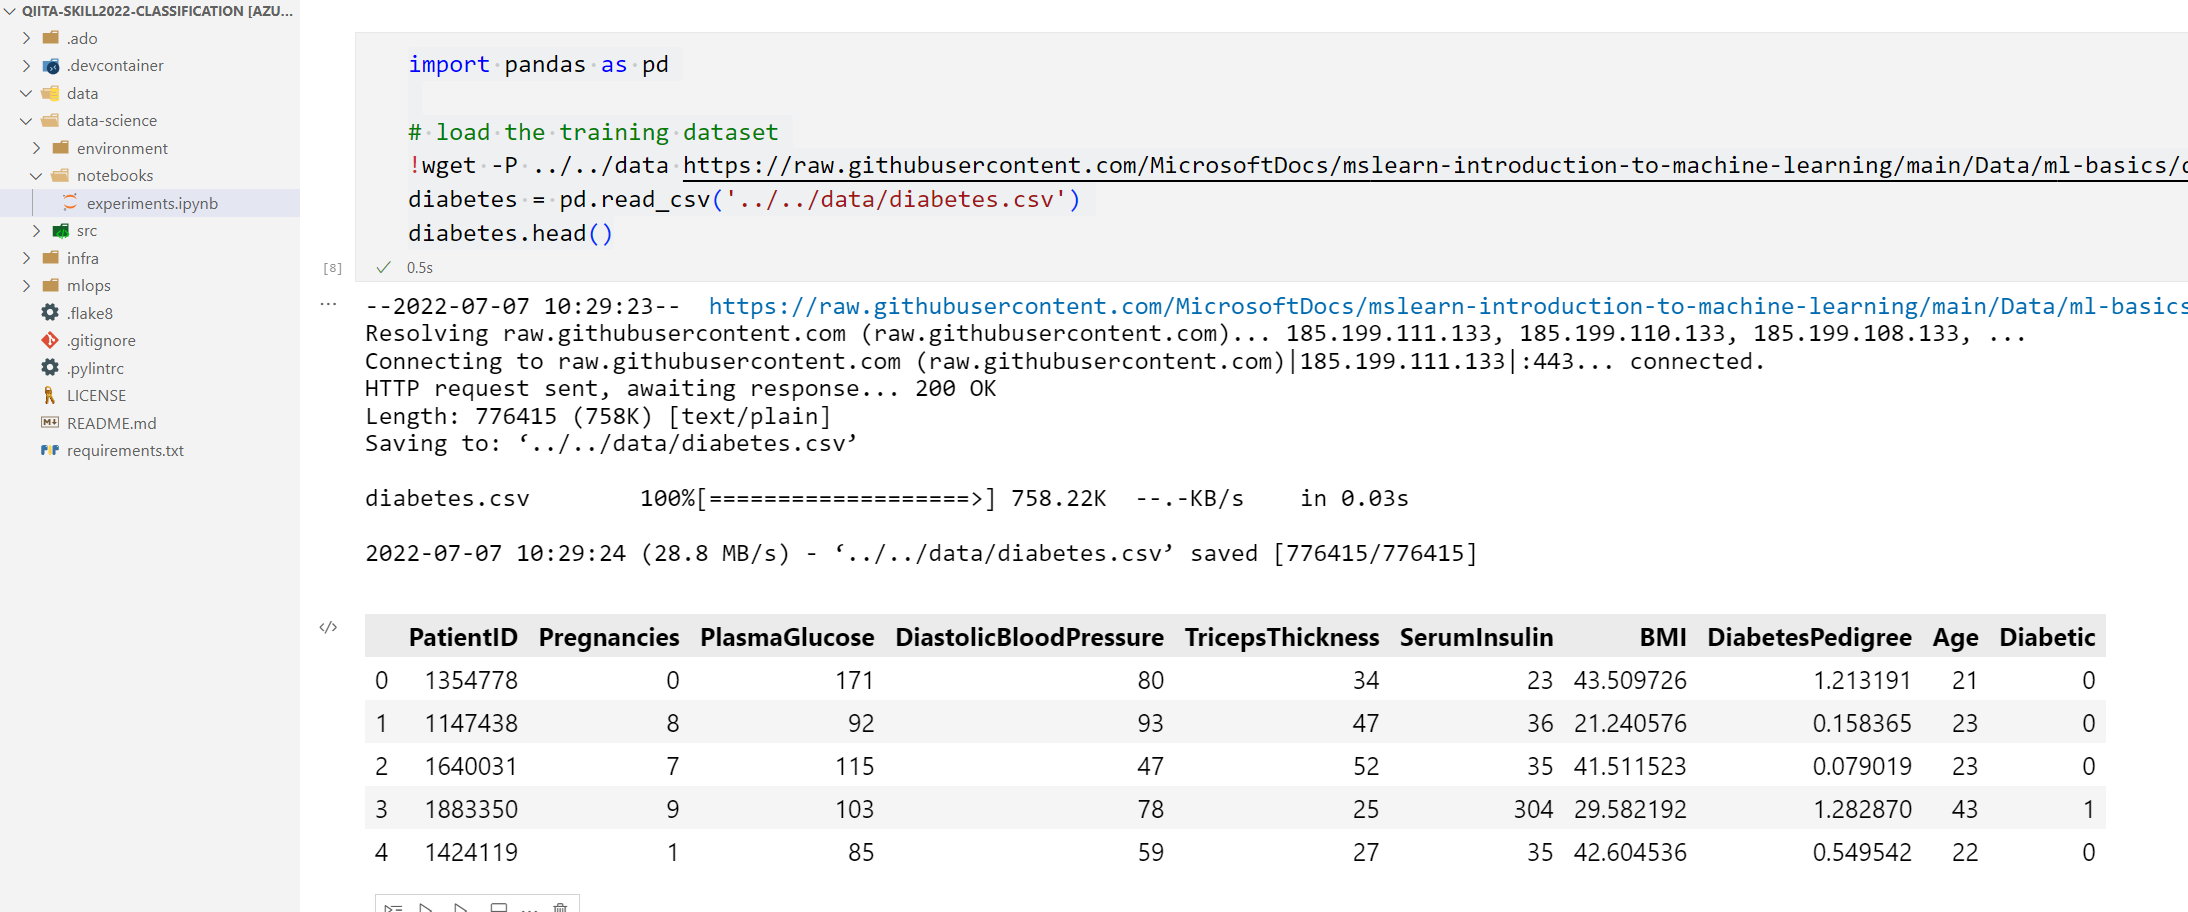 QIITA-SKILL2022-CLASSIFICATION [AZU...
.ado
.devcontainer
data
data-science
environment
notebooks
experiments.ipynb
src
infra
mlops
.flake8
.gitignore
.pylintrc
LICENSE
README.md
requirements.txt
import pandas as pd
# load the training dataset
!wget -P ../../data https://raw.githubusercontent.com/MicrosoftDocs/mslearn-introduction-to-machine-learning/main/Data/ml-basics/
diabetes = pd.read_csv('../../data/diabetes.csv')
diabetes.head()
[8] 0.5s
--2022-07-07 10:29:23-- https://raw.githubusercontent.com/MicrosoftDocs/mslearn-introduction-to-machine-learning/main/Data/ml-basics
Resolving raw.githubusercontent.com (raw.githubusercontent.com)... 185.199.111.133, 185.199.110.133, 185.199.108.133, ...
Connecting to raw.githubusercontent.com (raw.githubusercontent.com)|185.199.111.133|:443... connected.
HTTP request sent, awaiting response... 200 OK
Length: 776415 (758K) [text/plain]
Saving to: ‘../../data/diabetes.csv’
diabetes.csv 100%[===================>] 758.22K --.-KB/s in 0.03s
2022-07-07 10:29:24 (28.8 MB/s) - ‘../../data/diabetes.csv’ saved [776415/776415]
PatientID Pregnancies PlasmaGlucose DiastolicBloodPressure TricepsThickness SerumInsulin BMI DiabetesPedigree Age Diabetic
0 1354778 0 171 80 34 23 43.509726 1.213191 21 0
1 1147438 8 92 93 47 36 21.240576 0.158365 23 0
2 1640031 7 115 47 52 35 41.511523 0.079019 23 0
3 1883350 9 103 78 25 304 29.582192 1.282870 43 1
4 1424119 1 85 59 27 35 42.604536 0.549542 22 0